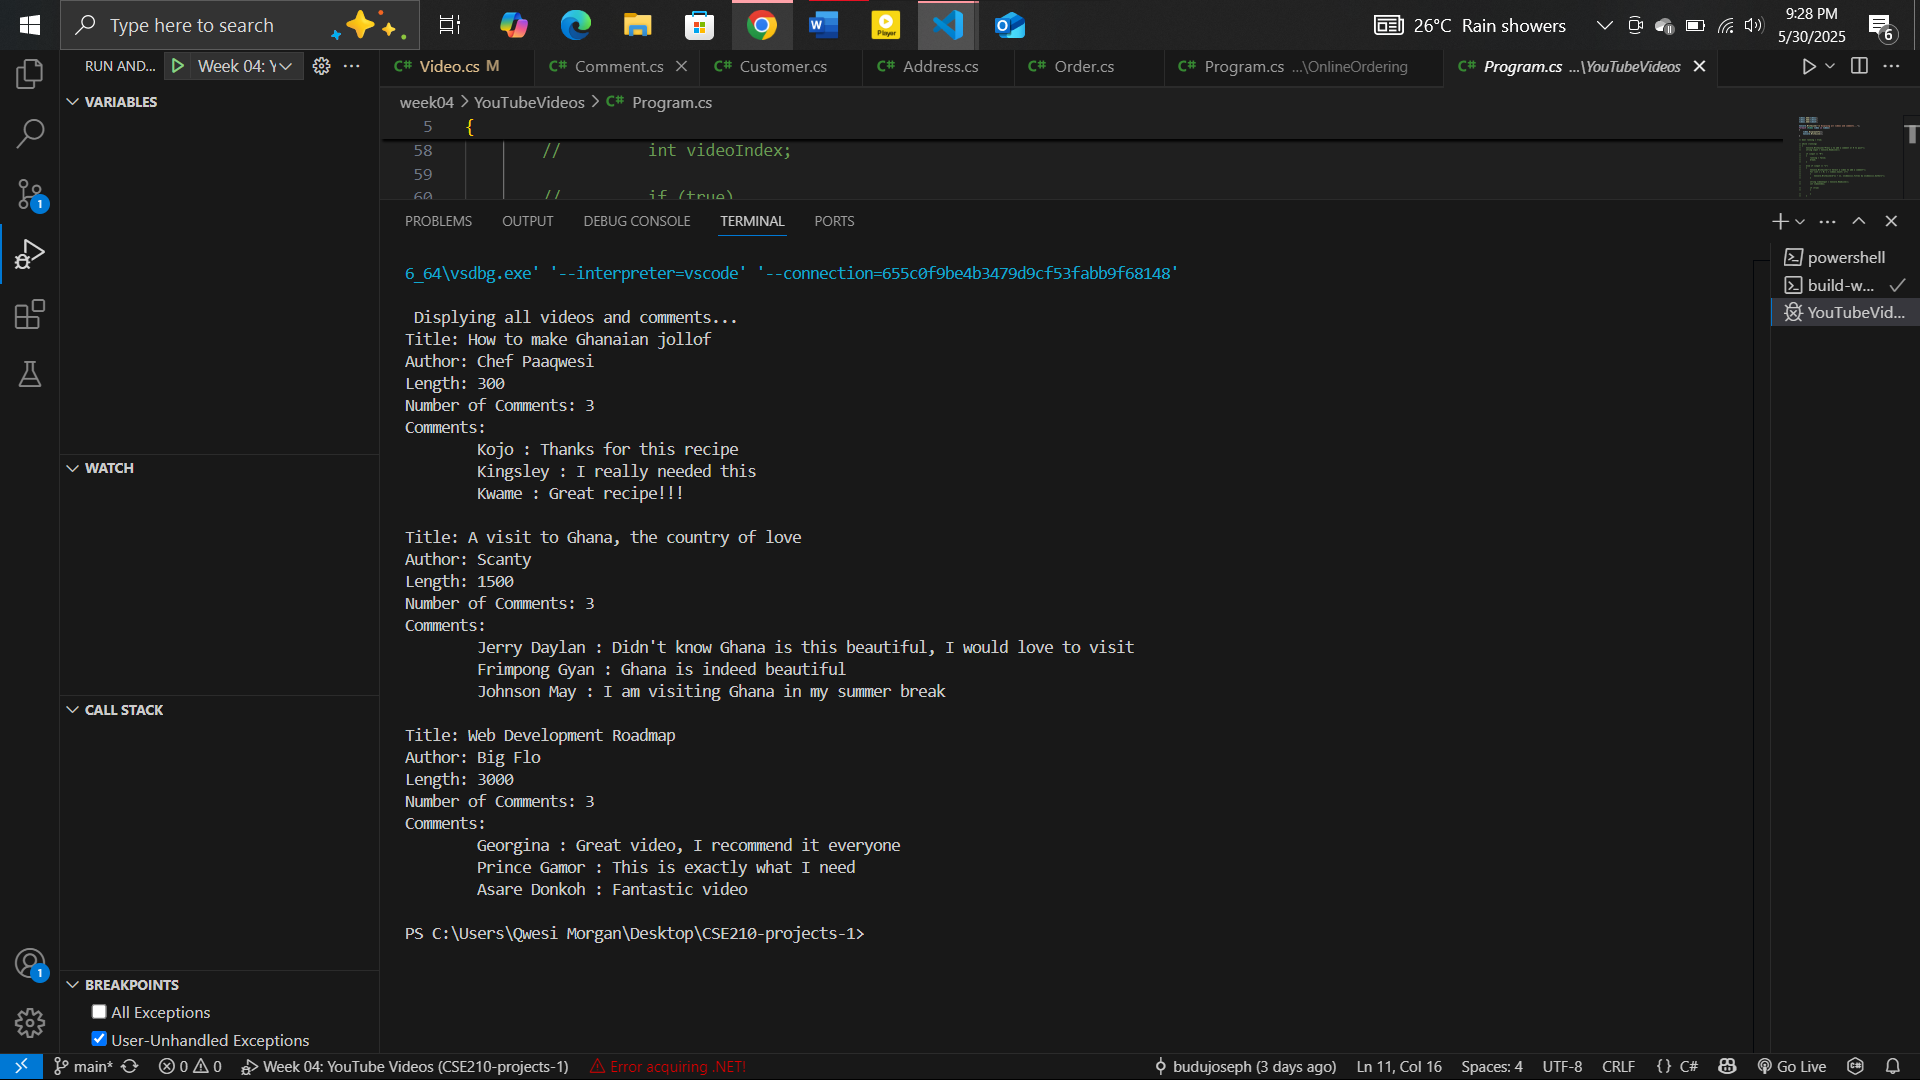 Type here to search
26°C Rain showers
9:28 PM
5/30/2025
6
RUN AND...
Week 04: Y
Video.cs M
Comment.cs
Customer.cs
Address.cs
Order.cs
Program.cs ...\OnlineOrdering
Program.cs ...\YouTubeVideos
VARIABLES
week04 > YouTubeVideos > Program.cs
5 {
58 // int videoIndex;
59
60 // if (true)
PROBLEMS OUTPUT DEBUG CONSOLE TERMINAL PORTS
powershell
build-w...
YouTubeVid...
6_64\vsdbg.exe' '--interpreter=vscode' '--connection=655c0f9be4b3479d9cf53fabb9f68148'
Displying all videos and comments...
Title: How to make Ghanaian jollof
Author: Chef Paaqwesi
Length: 300
Number of Comments: 3
Comments:
Kojo : Thanks for this recipe
Kingsley : I really needed this
Kwame : Great recipe!!!
Title: A visit to Ghana, the country of love
Author: Scanty
Length: 1500
Number of Comments: 3
Comments:
Jerry Daylan : Didn't know Ghana is this beautiful, I would love to visit
Frimpong Gyan : Ghana is indeed beautiful
Johnson May : I am visiting Ghana in my summer break
Title: Web Development Roadmap
Author: Big Flo
Length: 3000
Number of Comments: 3
Comments:
Georgina : Great video, I recommend it everyone
Prince Gamor : This is exactly what I need
Asare Donkoh : Fantastic video
PS C:\Users\Qwesi Morgan\Desktop\CSE210-projects-1>
WATCH
CALL STACK
BREAKPOINTS
All Exceptions
User-Unhandled Exceptions
1
1
main* 0 0 Week 04: YouTube Videos (CSE210-projects-1) Error acquiring .NET! budujoseph (3 days ago) Ln 11, Col 16 Spaces: 4 UTF-8 CRLF {} C# Go Live